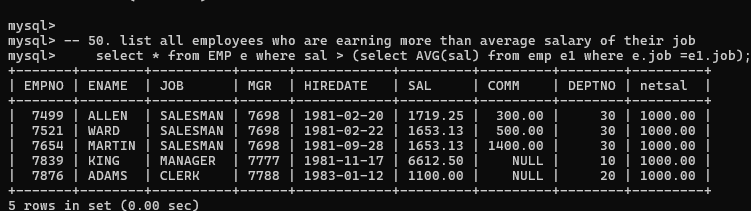 mysql>
mysql> -- 50. list all employees who are earning more than average salary of their job
mysql>     select * from EMP e where sal > (select AVG(sal) from emp e1 where e.job =e1.job);
+-------+--------+----------+------+------------+---------+---------+--------+---------+
| EMPNO | ENAME  | JOB      | MGR  | HIREDATE   | SAL     | COMM    | DEPTNO | netsal  |
+-------+--------+----------+------+------------+---------+---------+--------+---------+
|  7499 | ALLEN  | SALESMAN | 7698 | 1981-02-20 | 1719.25 |  300.00 |     30 | 1000.00 |
|  7521 | WARD   | SALESMAN | 7698 | 1981-02-22 | 1653.13 |  500.00 |     30 | 1000.00 |
|  7654 | MARTIN | SALESMAN | 7698 | 1981-09-28 | 1653.13 | 1400.00 |     30 | 1000.00 |
|  7839 | KING   | MANAGER  | 7777 | 1981-11-17 | 6612.50 |    NULL |     10 | 1000.00 |
|  7876 | ADAMS  | CLERK    | 7788 | 1983-01-12 | 1100.00 |    NULL |     20 | 1000.00 |
+-------+--------+----------+------+------------+---------+---------+--------+---------+
5 rows in set (0.00 sec)